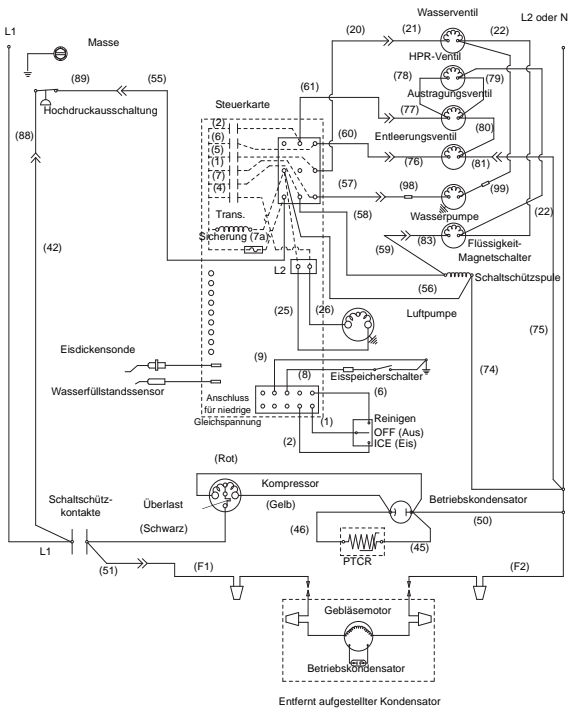 Wasserventil
L1
(20)
(21)
(22)
L2 oder N
Masse
HPR-Ventil
(89)
(55)
(61)
(78)
(79)
Austragungsventil
Hochdruckausschaltung
Steuerkarte
(77)
(88)
(2)
(60)
Entleerungsventil
(80)
(6)
(5)
(76)
(81)
(1)
(57)
(98)
(99)
(7)
(4)
(58)
Wasserpumpe
Trans.
(22)
(42)
Sicherung (7a)
(59)
(83)
Flüssigkeit-
Magnetschalter
L2
Schaltschützspule
(56)
(25)
(26)
Luftpumpe
(75)
Eisdickensonde
(9)
(74)
(8)
Eisspeicherschalter
Wasserfüllstandssensor
Anschluss
für niedrige
Gleichspannung
(6)
(1)
Reinigen
OFF (Aus)
(2)
ICE (Eis)
(Rot)
Kompressor
Schaltschütz-
kontakte
Überlast
(Gelb)
Betriebskondensator
(Schwarz)
(46)
(50)
L1
(45)
PTCR
(51)
(F1)
(F2)
Gebläsemotor
Betriebskondensator
Entfernt aufgestellter Kondensator